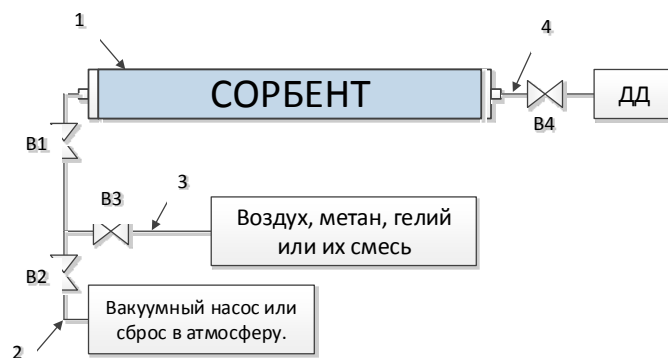 1
4
СОРБЕНТ
ДД
В4
В1
3
В3
Воздух, метан, гелий
или их смесь
В2
Вакуумный насос или
сброс в атмосферу.
2